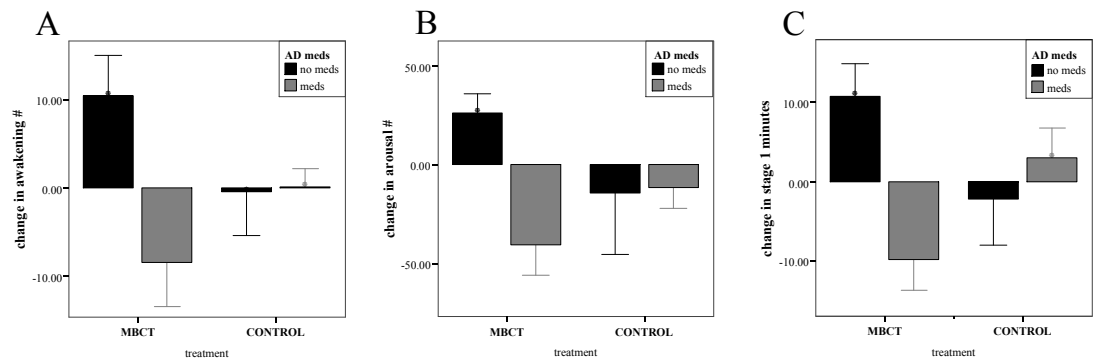 A
change in awakening #
10.00
0.00
-10.00
AD meds
no meds
meds
MBCT
CONTROL
treatment
B
change in arousal #
50.00
0.00
-50.00
AD meds
no meds
meds
MBCT
CONTROL
treatment
C
change in stage 1 minutes
10.00
0.00
-10.00
AD meds
no meds
meds
MBCT
CONTROL
treatment